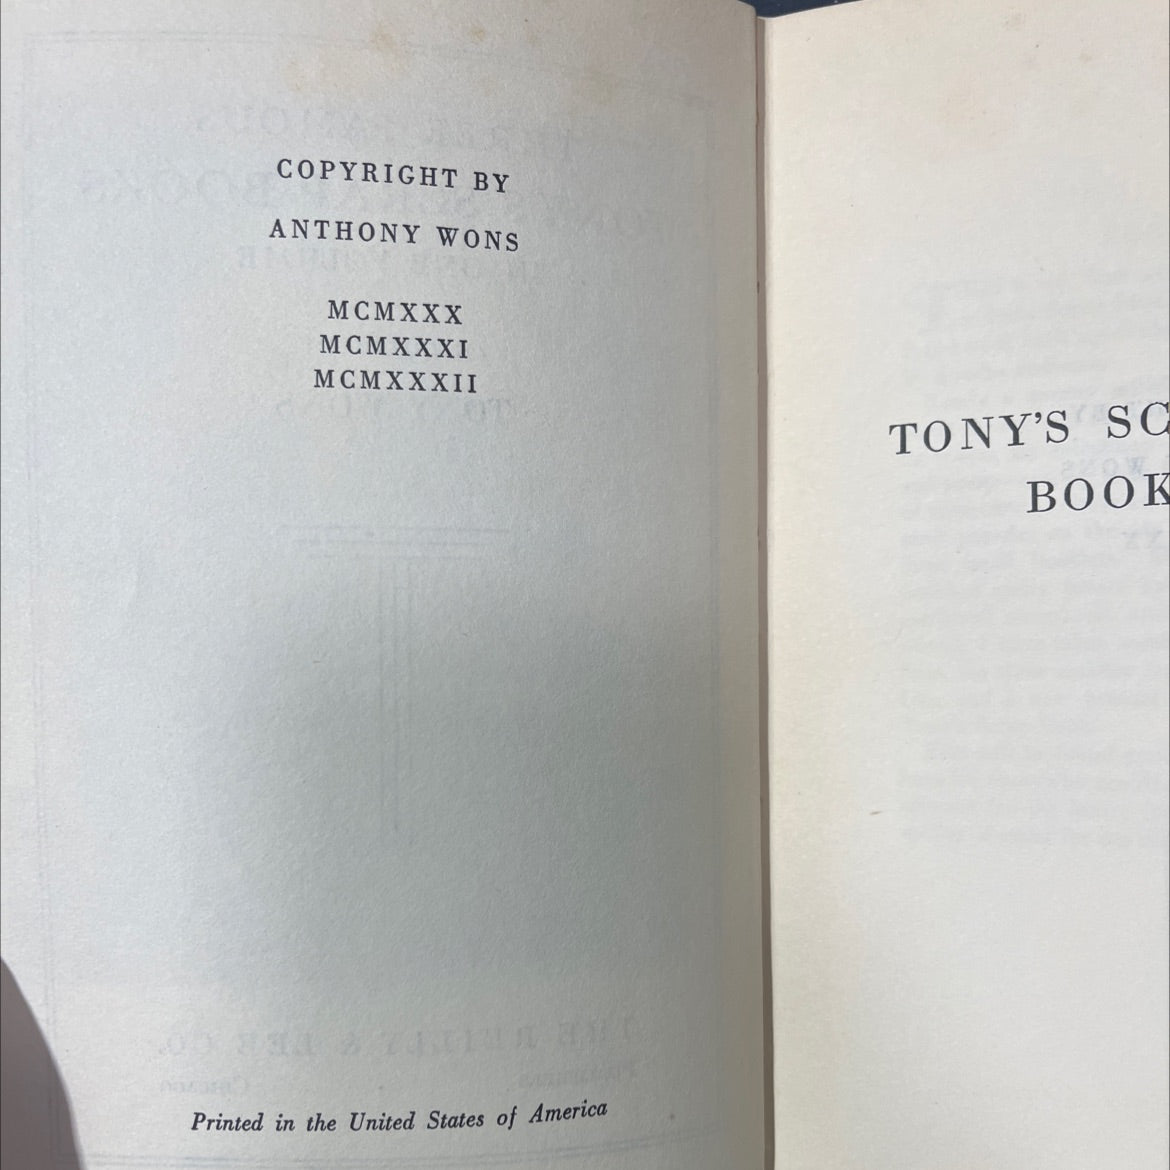 COPYRIGHT BY
ANTHONY WONS
MCMXXX
MCMXXXI
MCMXXXII
Printed in the United States of America
TONY'S SC
BOOK